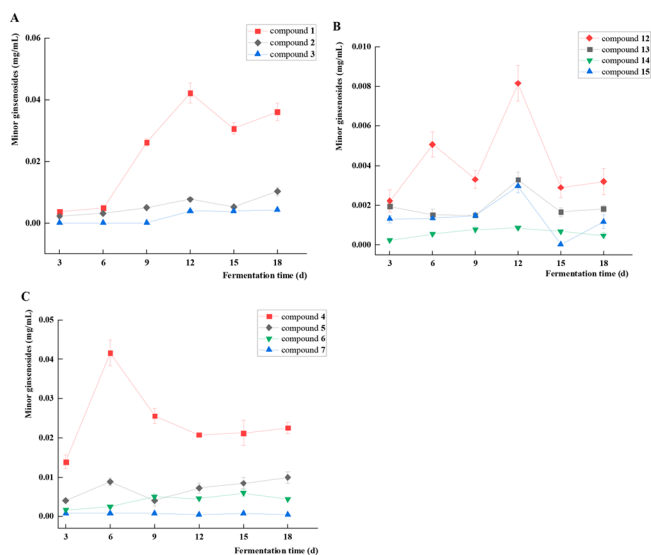 A
compound 1
compound 2
compound 3
Minor ginsenosides (mg/mL)
0.06
0.04
0.02
0.00
3 6 9 12 15 18
Fermentation time (d)
B
compound 12
compound 13
compound 14
compound 15
Minor ginsenosides (mg/mL)
0.010
0.008
0.006
0.004
0.002
0.000
3 6 9 12 15 18
Fermentation time (d)
C
compound 4
compound 5
compound 6
compound 7
Minor ginsenosides (mg/mL)
0.05
0.04
0.03
0.02
0.01
0.00
3 6 9 12 15 18
Fermentation time (d)